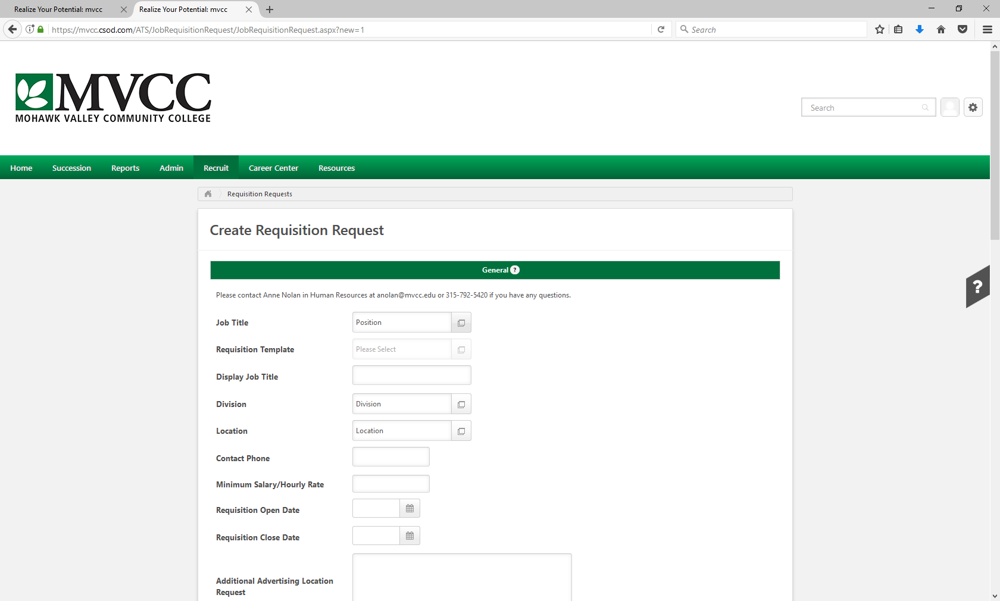 Realize Your Potential: mvcc
Realize Your Potential: mvcc
https://mvcc.csod.com/ATS/JobRequisitionRequest/JobRequisitionRequest.aspx?new=1
Search
MVCC
MOHAWK VALLEY COMMUNITY COLLEGE
Search
Home Succession Reports Admin Recruit Career Center Resources
Requisition Requests
Create Requisition Request
General ?
?
Please contact Anne Nolan in Human Resources at anolan@mvcc.edu or 315-792-5420 if you have any questions.
Job Title Position
Requisition Template Please Select
Display Job Title
Division Division
Location Location
Contact Phone
Minimum Salary/Hourly Rate
Requisition Open Date
Requisition Close Date
Additional Advertising Location
Request